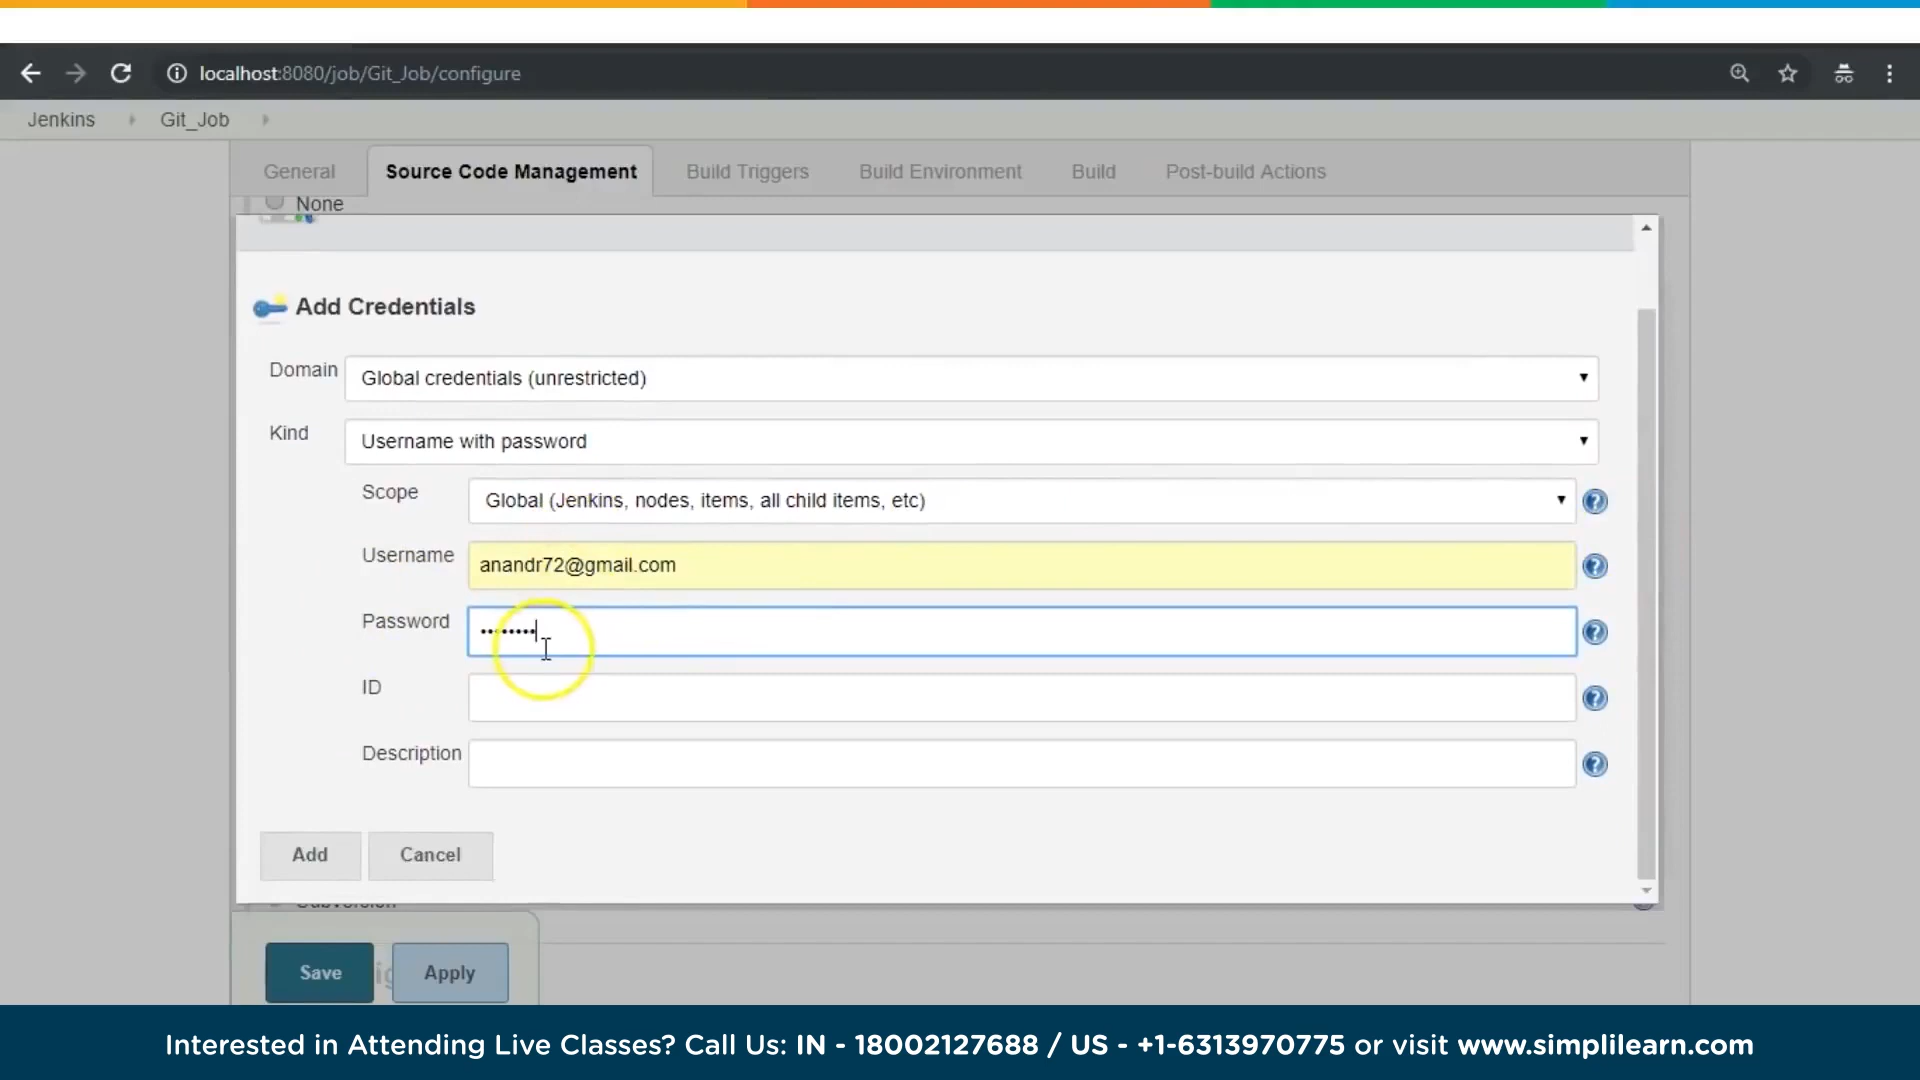 localhost:8080/job/Git_Job/configure
Jenkins Git_Job
General Source Code Management Build Triggers Build Environment Build Post-build Actions
None
Add Credentials
Domain Global credentials (unrestricted)
Kind Username with password
Scope Global (Jenkins, nodes, items, all child items, etc)
Username anandr72@gmail.com
Password ••••••••
ID
Description
Add Cancel
Subversion
Save Apply
Interested in Attending Live Classes? Call Us: IN - 18002127688 / US - +1-6313970775 or visit www.simplilearn.com